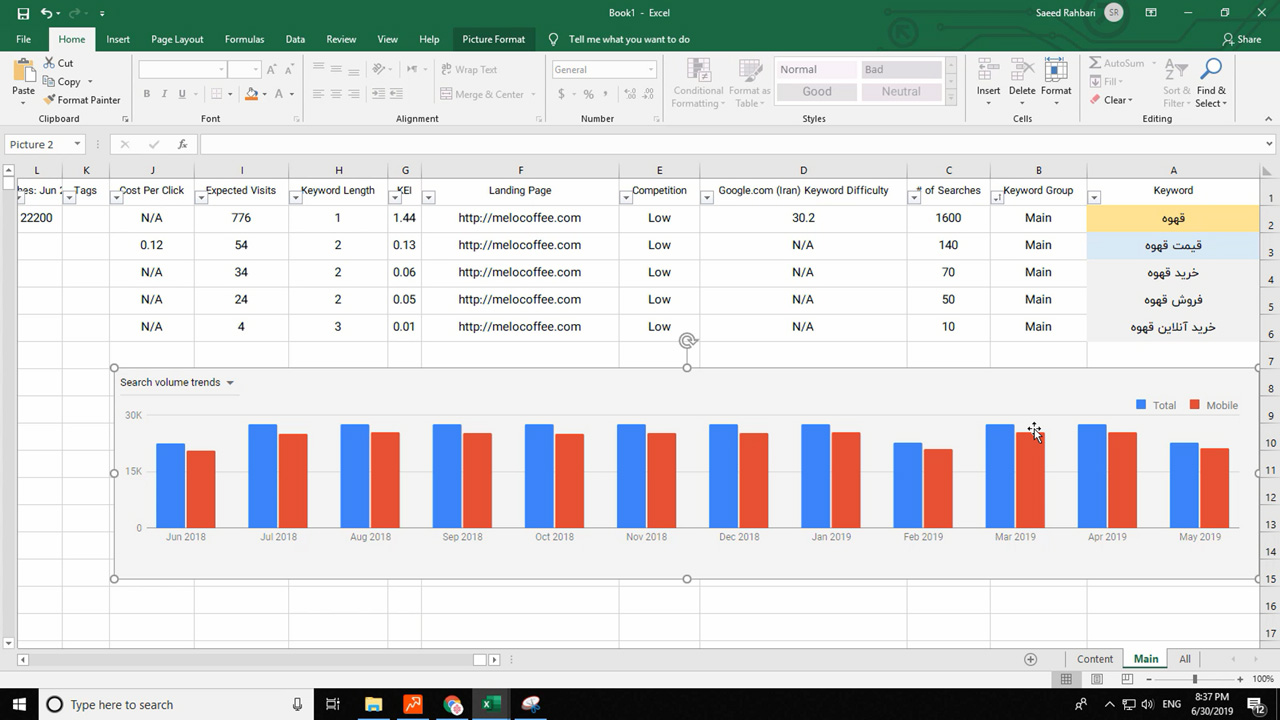 Book1 - Excel
Saeed Rahbari SR
File Home Insert Page Layout Formulas Data Review View Help Picture Format Tell me what you want to do Share
Paste Cut Copy Format Painter
Clipboard
B I U A A A
Font
Wrap Text
Merge & Center
Alignment
General
$ % ,
Number
Conditional Formatting
Format as Table
Normal Bad
Good Neutral
Styles
Insert Delete Format
Cells
AutoSum
Fill
Clear
Sort & Filter
Find & Select
Editing
Picture 2 fx
L K J I H G F E D C B A
Tags Cost Per Click Expected Visits Keyword Length KEI Landing Page Competition Google.com (Iran) Keyword Difficulty # of Searches Keyword Group Keyword 1
22200 N/A 776 1 1.44 http://melocoffee.com Low 30.2 1600 Main قهوه 2
0.12 54 2 0.13 http://melocoffee.com Low N/A 140 Main قیمت قهوه 3
N/A 34 2 0.06 http://melocoffee.com Low N/A 70 Main خرید قهوه 4
N/A 24 2 0.05 http://melocoffee.com Low N/A 50 Main فروش قهوه 5
N/A 4 3 0.01 http://melocoffee.com Low N/A 10 Main خرید آنلاین قهوه 6
7
Search volume trends 8
Total Mobile
30K 9
10
15K 11
12
0 13
Jun 2018 Jul 2018 Aug 2018 Sep 2018 Oct 2018 Nov 2018 Dec 2018 Jan 2019 Feb 2019 Mar 2019 Apr 2019 May 2019 14
15
16
17
Content Main All
100%
Type here to search
ENG
8:37 PM
6/30/2019
12